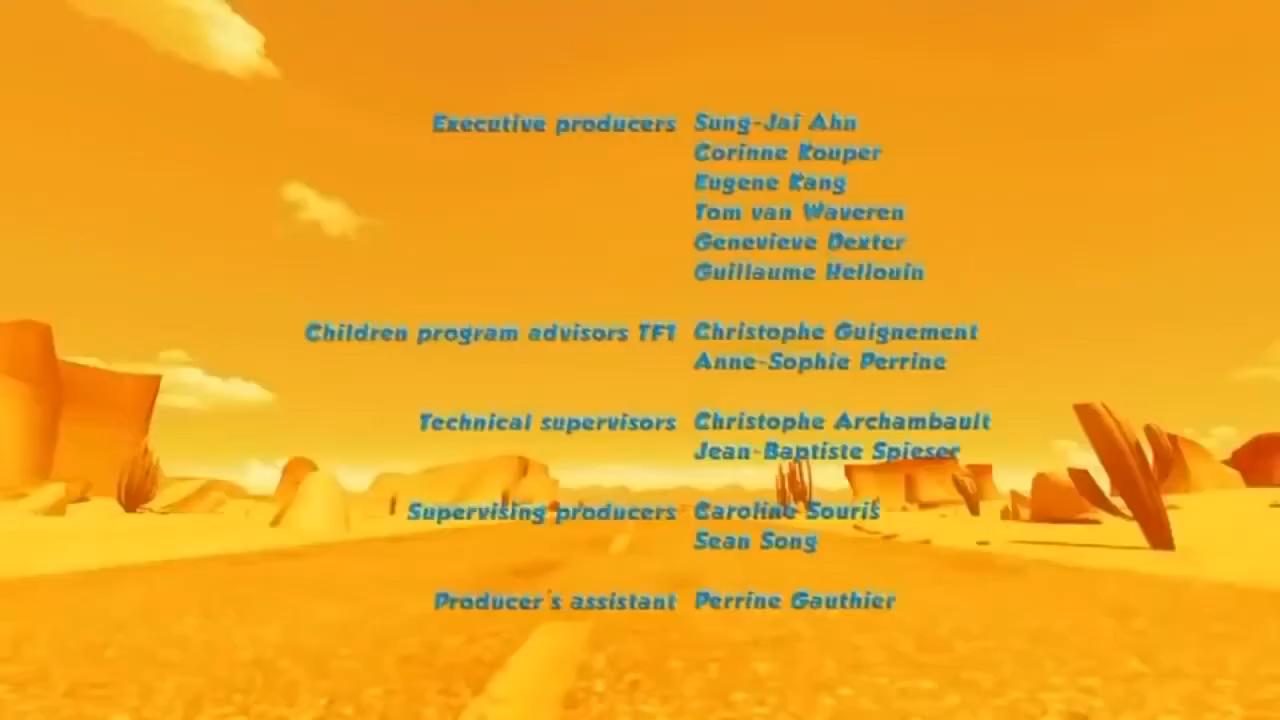 Executive producers Sung-Jai Ahn
Corinne Kouper
Eugene Kang
Tom van Waveren
Genevieve Dexter
Guillaume Hellouin
Children program advisors TF1 Christophe Guignement
Anne-Sophie Perrine
Technical supervisors Christophe Archambault
Jean-Baptiste Spieser
Supervising producers Caroline Souris
Sean Song
Producer's assistant Perrine Gauthier